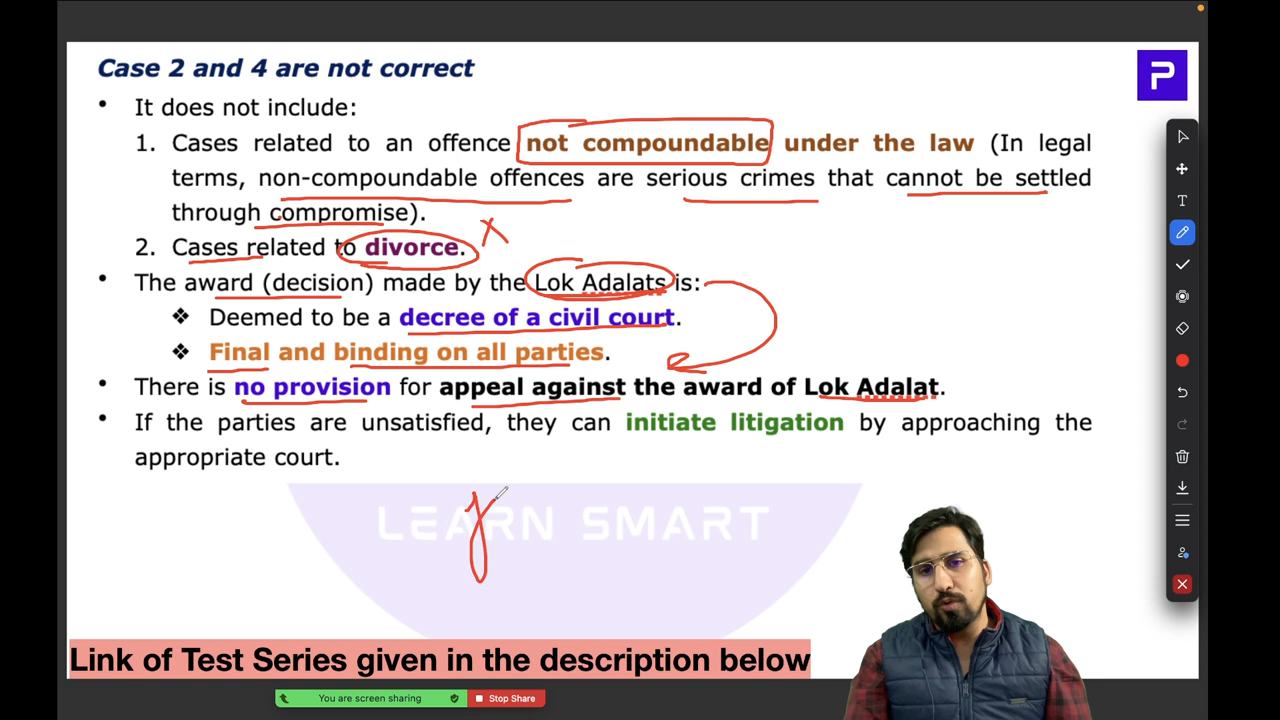 Case 2 and 4 are not correct
• It does not include:
1. Cases related to an offence not compoundable under the law (In legal
terms, non-compoundable offences are serious crimes that cannot be settled
through compromise).
2. Cases related to divorce. X
• The award (decision) made by the Lok Adalats is:
❖ Deemed to be a decree of a civil court.
❖ Final and binding on all parties.
• There is no provision for appeal against the award of Lok Adalat.
• If the parties are unsatisfied, they can initiate litigation by approaching the
appropriate court.
LEARN SMART
Link of Test Series given in the description below
You are screen sharing Stop Share
P
T